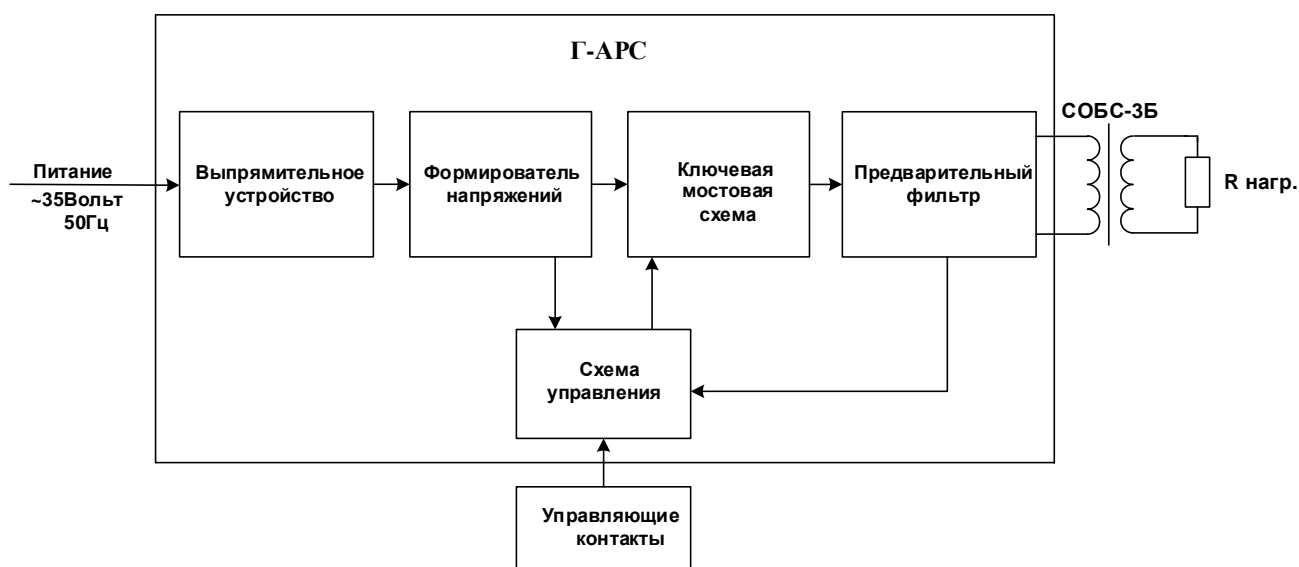 Г-АРС
СОБС-3Б
Питание
~35Вольт
50Гц
Выпрямительное
устройство
Формирователь
напряжений
Ключевая
мостовая
схема
Предварительный
фильтр
R нагр.
Схема
управления
Управляющие
контакты